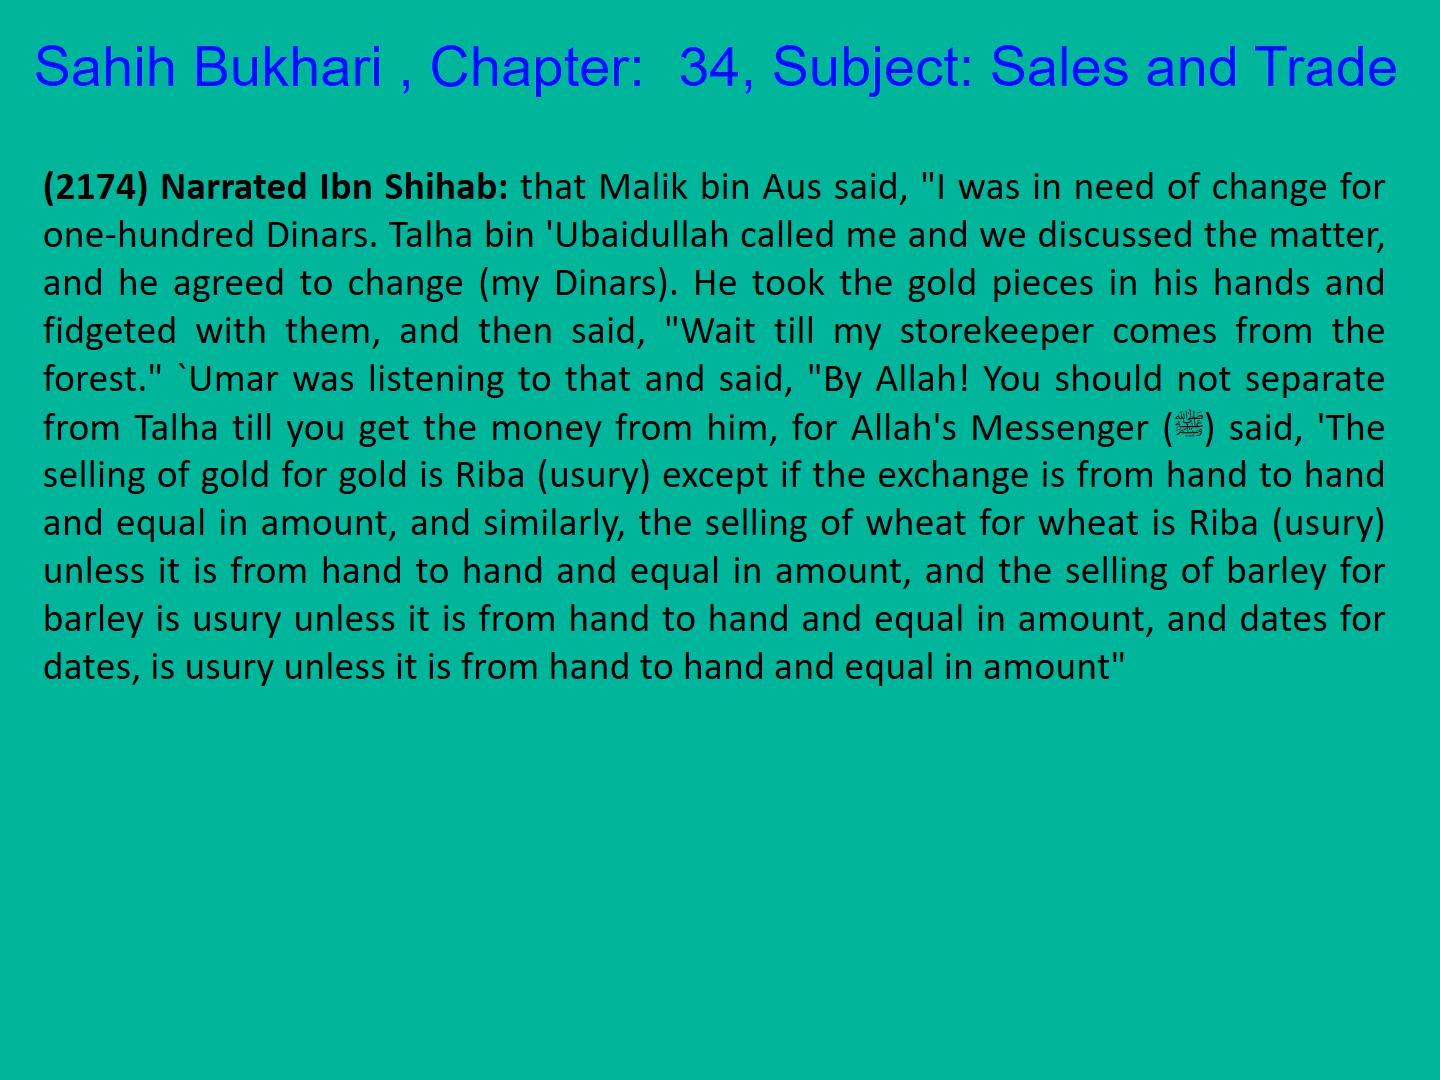 Sahih Bukhari , Chapter:  34, Subject: Sales and Trade
(2174) Narrated Ibn Shihab: that Malik bin Aus said, "I was in need of change for
one-hundred Dinars. Talha bin 'Ubaidullah called me and we discussed the matter,
and he agreed to change (my Dinars). He took the gold pieces in his hands and
fidgeted with them, and then said, "Wait till my storekeeper comes from the
forest." `Umar was listening to that and said, "By Allah! You should not separate
from Talha till you get the money from him, for Allah's Messenger (ﷺ) said, 'The
selling of gold for gold is Riba (usury) except if the exchange is from hand to hand
and equal in amount, and similarly, the selling of wheat for wheat is Riba (usury)
unless it is from hand to hand and equal in amount, and the selling of barley for
barley is usury unless it is from hand to hand and equal in amount, and dates for
dates, is usury unless it is from hand to hand and equal in amount"